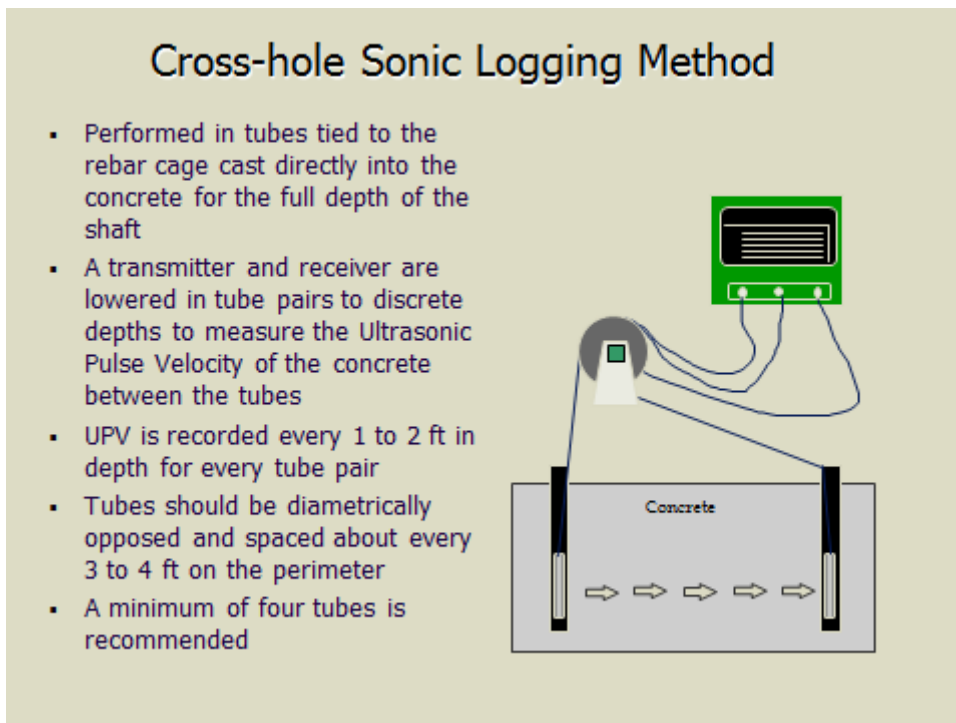 Cross-hole Sonic Logging Method
▪ Performed in tubes tied to the
rebar cage cast directly into the
concrete for the full depth of the
shaft
▪ A transmitter and receiver are
lowered in tube pairs to discrete
depths to measure the Ultrasonic
Pulse Velocity of the concrete
between the tubes
▪ UPV is recorded every 1 to 2 ft in
depth for every tube pair
▪ Tubes should be diametrically
opposed and spaced about every
3 to 4 ft on the perimeter
▪ A minimum of four tubes is
recommended
Concrete